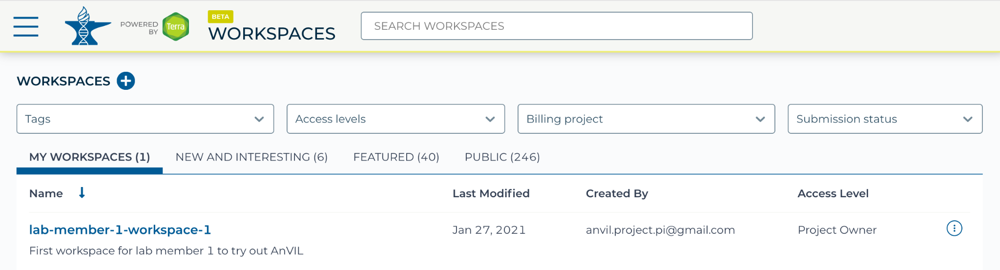 POWERED
BY
Terra
BETA
WORKSPACES
SEARCH WORKSPACES
WORKSPACES
Tags
Access levels
Billing project
Submission status
MY WORKSPACES (1)
NEW AND INTERESTING (6)
FEATURED (40)
PUBLIC (246)
Name
Last Modified
Created By
Access Level
lab-member-1-workspace-1
Jan 27, 2021
anvil.project.pi@gmail.com
Project Owner
First workspace for lab member 1 to try out AnVIL